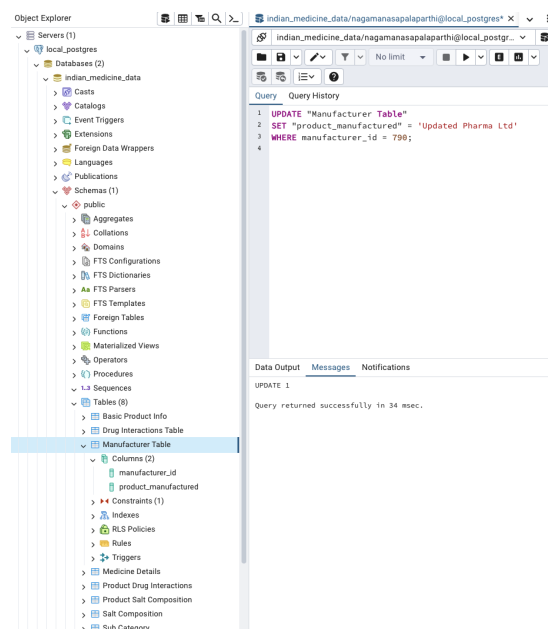 Object Explorer
Servers (1)
local_postgres
Databases (2)
indian_medicine_data
Casts
Catalogs
Event Triggers
Extensions
Foreign Data Wrappers
Languages
Publications
Schemas (1)
public
Aggregates
Collations
Domains
FTS Configurations
FTS Dictionaries
Aa FTS Parsers
FTS Templates
Foreign Tables
Functions
Materialized Views
Operators
Procedures
1..3 Sequences
Tables (8)
Basic Product Info
Drug Interactions Table
Manufacturer Table
Columns (2)
manufacturer_id
product_manufactured
Constraints (1)
Indexes
RLS Policies
Rules
Triggers
Medicine Details
Product Drug Interactions
Product Salt Composition
Salt Composition
Sub Category
indian_medicine_data/nagamanasapalaparthi@local_postgres*
indian_medicine_data/nagamanasapalaparthi@local_postgr...
No limit
E
Query Query History
1 UPDATE "Manufacturer Table"
2 SET "product_manufactured" = 'Updated Pharma Ltd'
3 WHERE manufacturer_id = 790;
4
Data Output Messages Notifications
UPDATE 1
Query returned successfully in 34 msec.